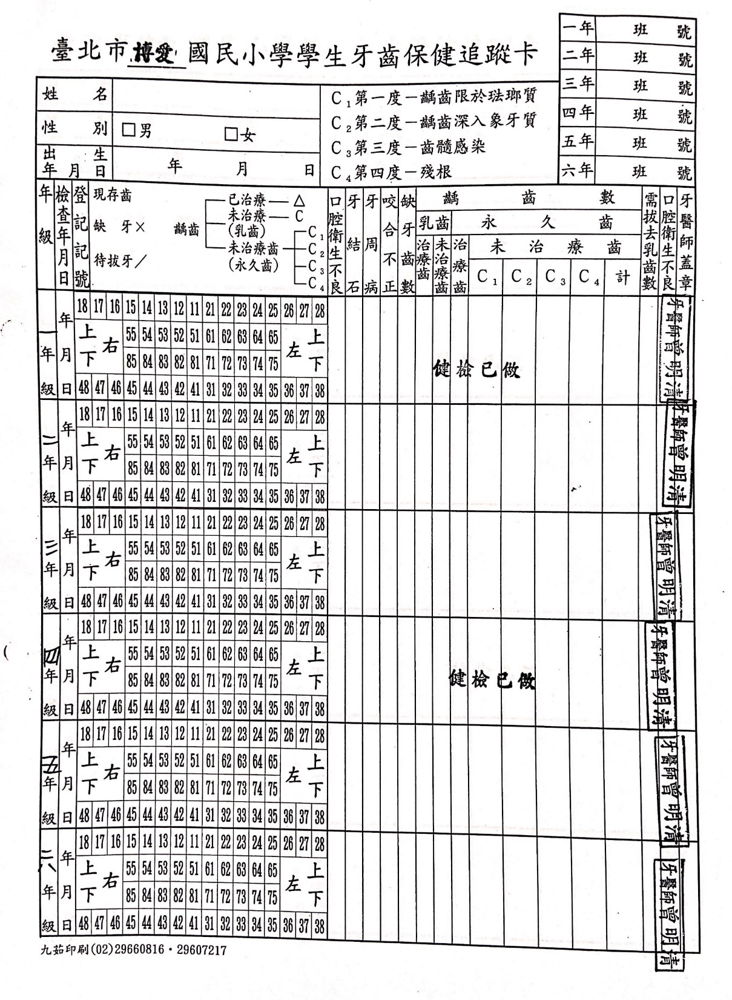 臺北市博愛國民小學學生牙齒保健追蹤卡
一年 班 號
二年 班 號
三年 班 號
四年 班 號
五年 班 號
六年 班 號
姓名
性別 □男 □女
出生年月日 年 月 日
C1第一度－齲齒限於琺瑯質
C2第二度－齲齒深入象牙質
C3第三度－齒髓感染
C4第四度－殘根
年級
檢查年月日
登記記號
現存齒
缺牙×
待拔牙/
齲齒
已治療 △
未治療 C
(乳齒)
未治療齒
(永久齒)
C1
C2
C3
C4
口腔衛生不良
牙結石
牙周病
咬合不正
缺牙齒數
齲齒數
乳齒 永久齒
治療齒
未治療齒
治療齒
未治療齒
C1 C2 C3 C4 計
需拔去乳齒數
口腔衛生不良
牙醫師蓋章
一年級
年 月 日
18 17 16 15 14 13 12 11 21 22 23 24 25 26 27 28
上 右 55 54 53 52 51 61 62 63 64 65 左 上
下 85 84 83 82 81 71 72 73 74 75 下
48 47 46 45 44 43 42 41 31 32 33 34 35 36 37 38
健檢已做
牙醫師曾明清
二年級
年 月 日
18 17 16 15 14 13 12 11 21 22 23 24 25 26 27 28
上 右 55 54 53 52 51 61 62 63 64 65 左 上
下 85 84 83 82 81 71 72 73 74 75 下
48 47 46 45 44 43 42 41 31 32 33 34 35 36 37 38
牙醫師曾明清
三年級
年 月 日
18 17 16 15 14 13 12 11 21 22 23 24 25 26 27 28
上 右 55 54 53 52 51 61 62 63 64 65 左 上
下 85 84 83 82 81 71 72 73 74 75 下
48 47 46 45 44 43 42 41 31 32 33 34 35 36 37 38
牙醫師曾明清
四年級
年 月 日
18 17 16 15 14 13 12 11 21 22 23 24 25 26 27 28
上 右 55 54 53 52 51 61 62 63 64 65 左 上
下 85 84 83 82 81 71 72 73 74 75 下
48 47 46 45 44 43 42 41 31 32 33 34 35 36 37 38
健檢已做
牙醫師曾明清
五年級
年 月 日
18 17 16 15 14 13 12 11 21 22 23 24 25 26 27 28
上 右 55 54 53 52 51 61 62 63 64 65 左 上
下 85 84 83 82 81 71 72 73 74 75 下
48 47 46 45 44 43 42 41 31 32 33 34 35 36 37 38
牙醫師曾明清
六年級
年 月 日
18 17 16 15 14 13 12 11 21 22 23 24 25 26 27 28
上 右 55 54 53 52 51 61 62 63 64 65 左 上
下 85 84 83 82 81 71 72 73 74 75 下
48 47 46 45 44 43 42 41 31 32 33 34 35 36 37 38
牙醫師曾明清
九茹印刷(02)29660816・29607217